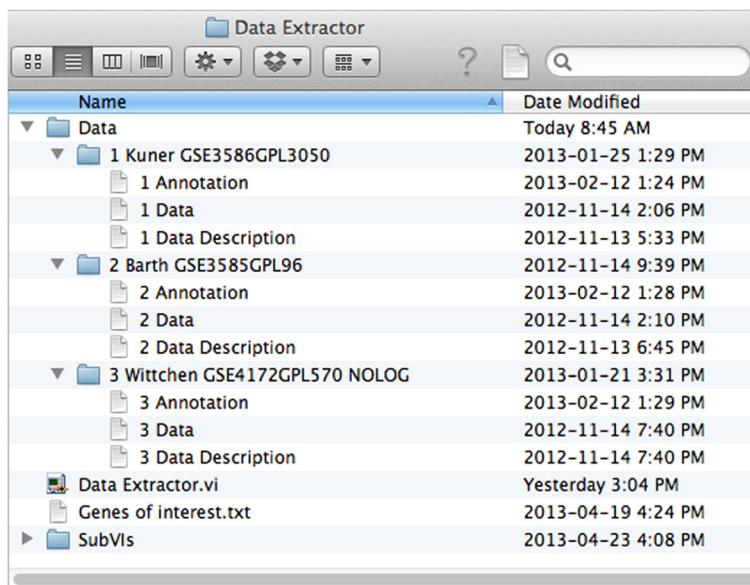 Data Extractor
?
Name Date Modified
Data Today 8:45 AM
1 Kuner GSE3586GPL3050 2013-01-25 1:29 PM
1 Annotation 2013-02-12 1:24 PM
1 Data 2012-11-14 2:06 PM
1 Data Description 2012-11-13 5:33 PM
2 Barth GSE3585GPL96 2012-11-14 9:39 PM
2 Annotation 2013-02-12 1:28 PM
2 Data 2012-11-14 2:10 PM
2 Data Description 2012-11-13 6:45 PM
3 Wittchen GSE4172GPL570 NOLOG 2013-01-21 3:31 PM
3 Annotation 2013-02-12 1:29 PM
3 Data 2012-11-14 7:40 PM
3 Data Description 2012-11-14 7:40 PM
Data Extractor.vi Yesterday 3:04 PM
Genes of interest.txt 2013-04-19 4:24 PM
SubVIs 2013-04-23 4:08 PM